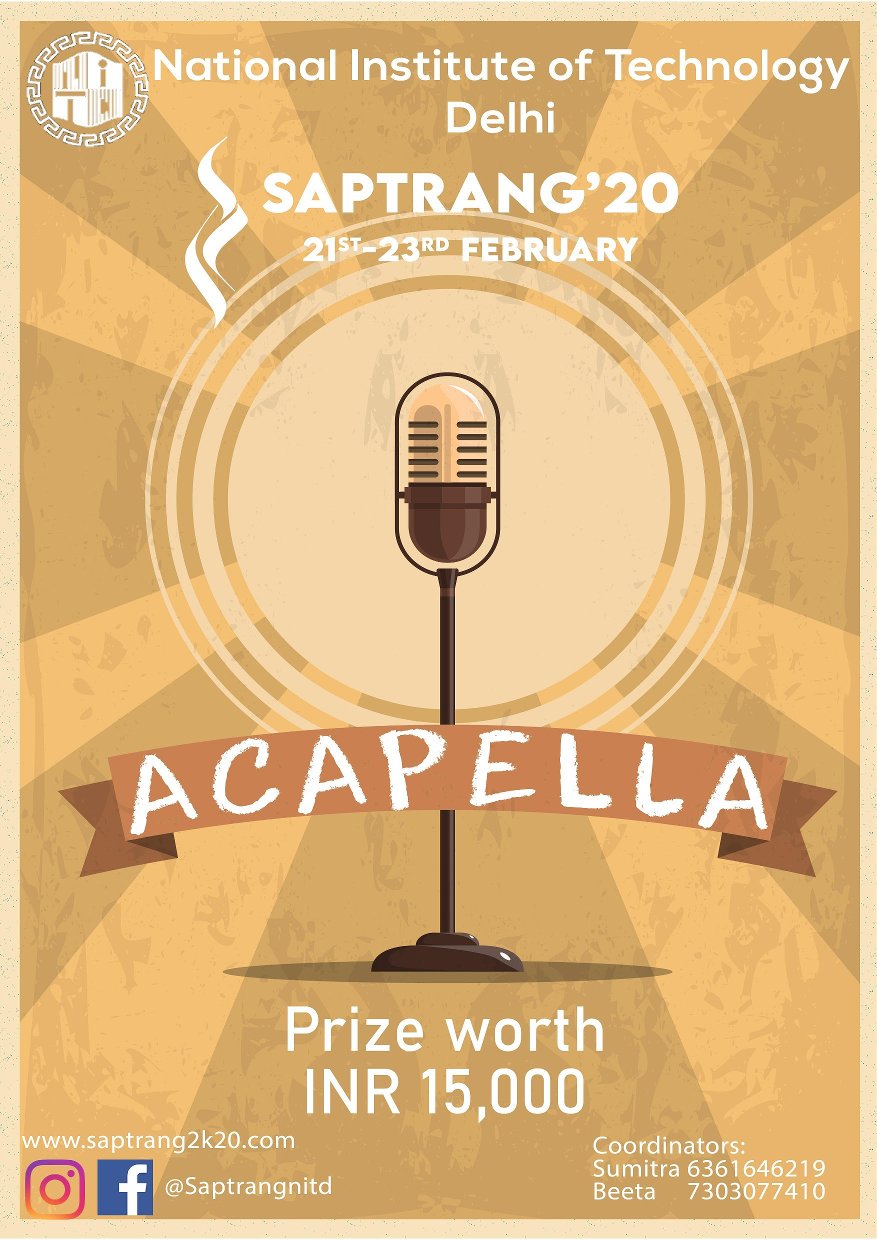 National Institute of Technology
Delhi
SAPTRANG'20
21ST-23RD FEBRUARY
ACAPELLA
Prize worth
INR 15,000
www.saptrang2k20.com
@Saptrangnitd
Coordinators:
Sumitra 6361646219
Beeta 7303077410